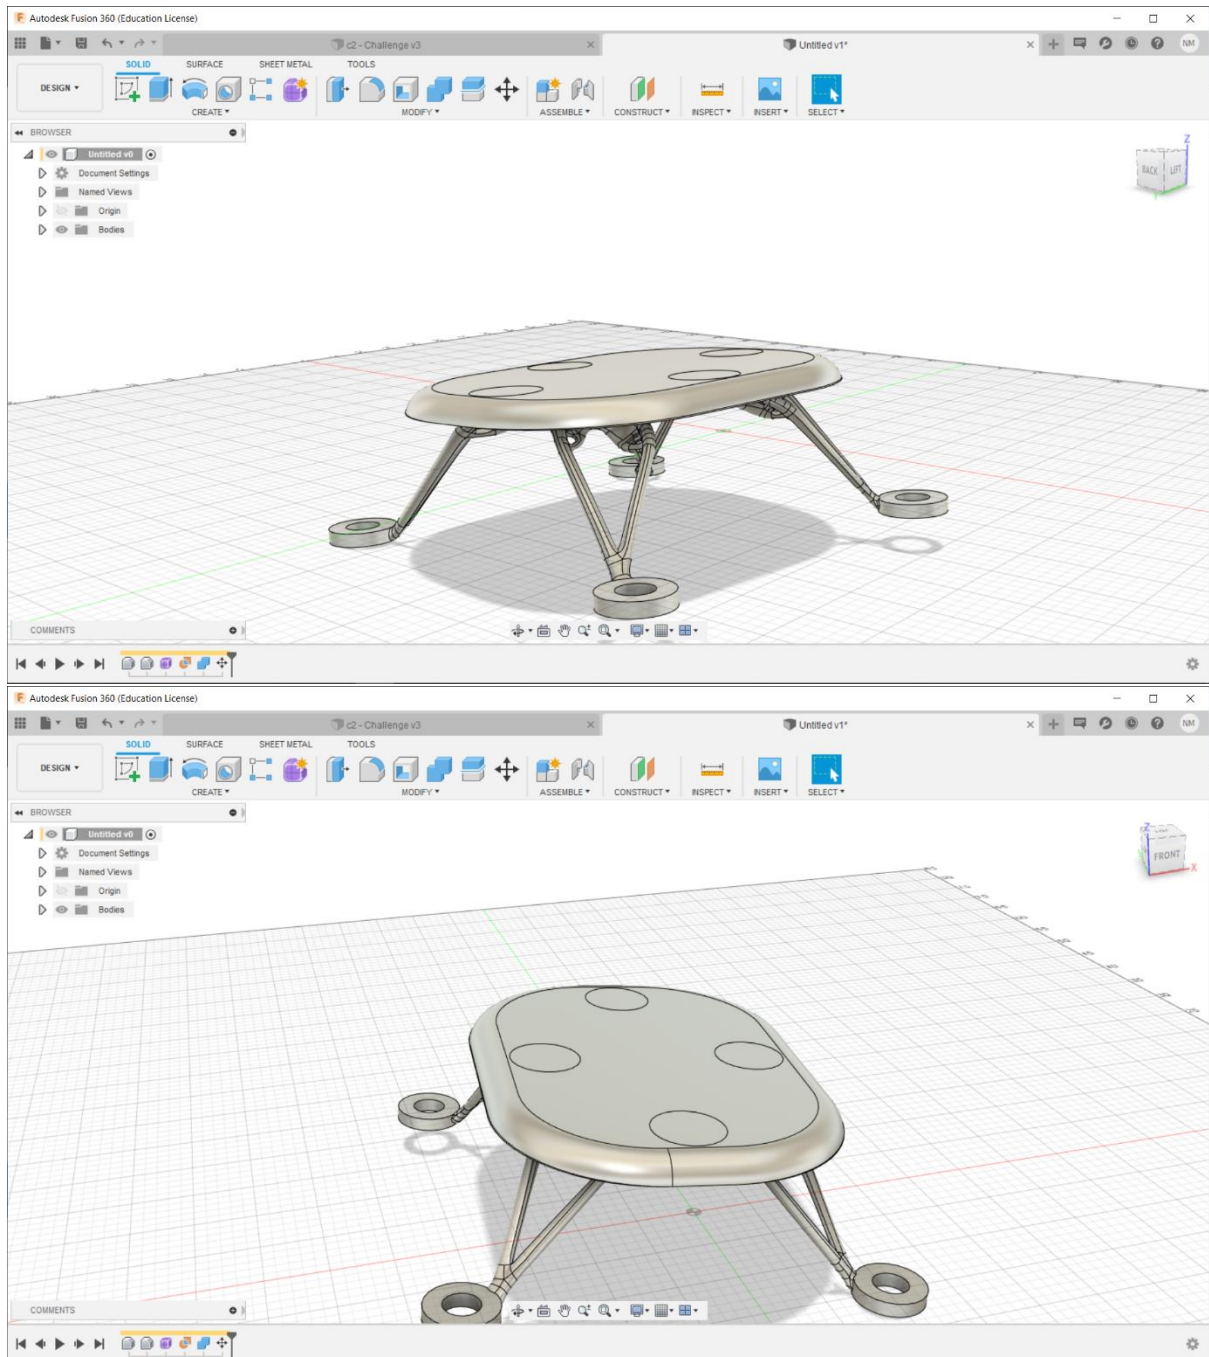 Autodesk Fusion 360 (Education License)
c2 - Challenge v3
Untitled v1*
NM
SOLID SURFACE SHEET METAL TOOLS
DESIGN
CREATE MODIFY ASSEMBLE CONSTRUCT INSPECT INSERT SELECT
BROWSER
Untitled v0
Document Settings
Named Views
Origin
Bodies
Z
BACK LEFT
COMMENTS
Autodesk Fusion 360 (Education License)
c2 - Challenge v3
Untitled v1*
NM
SOLID SURFACE SHEET METAL TOOLS
DESIGN
CREATE MODIFY ASSEMBLE CONSTRUCT INSPECT INSERT SELECT
BROWSER
Untitled v0
Document Settings
Named Views
Origin
Bodies
Z
FRONT
X
COMMENTS